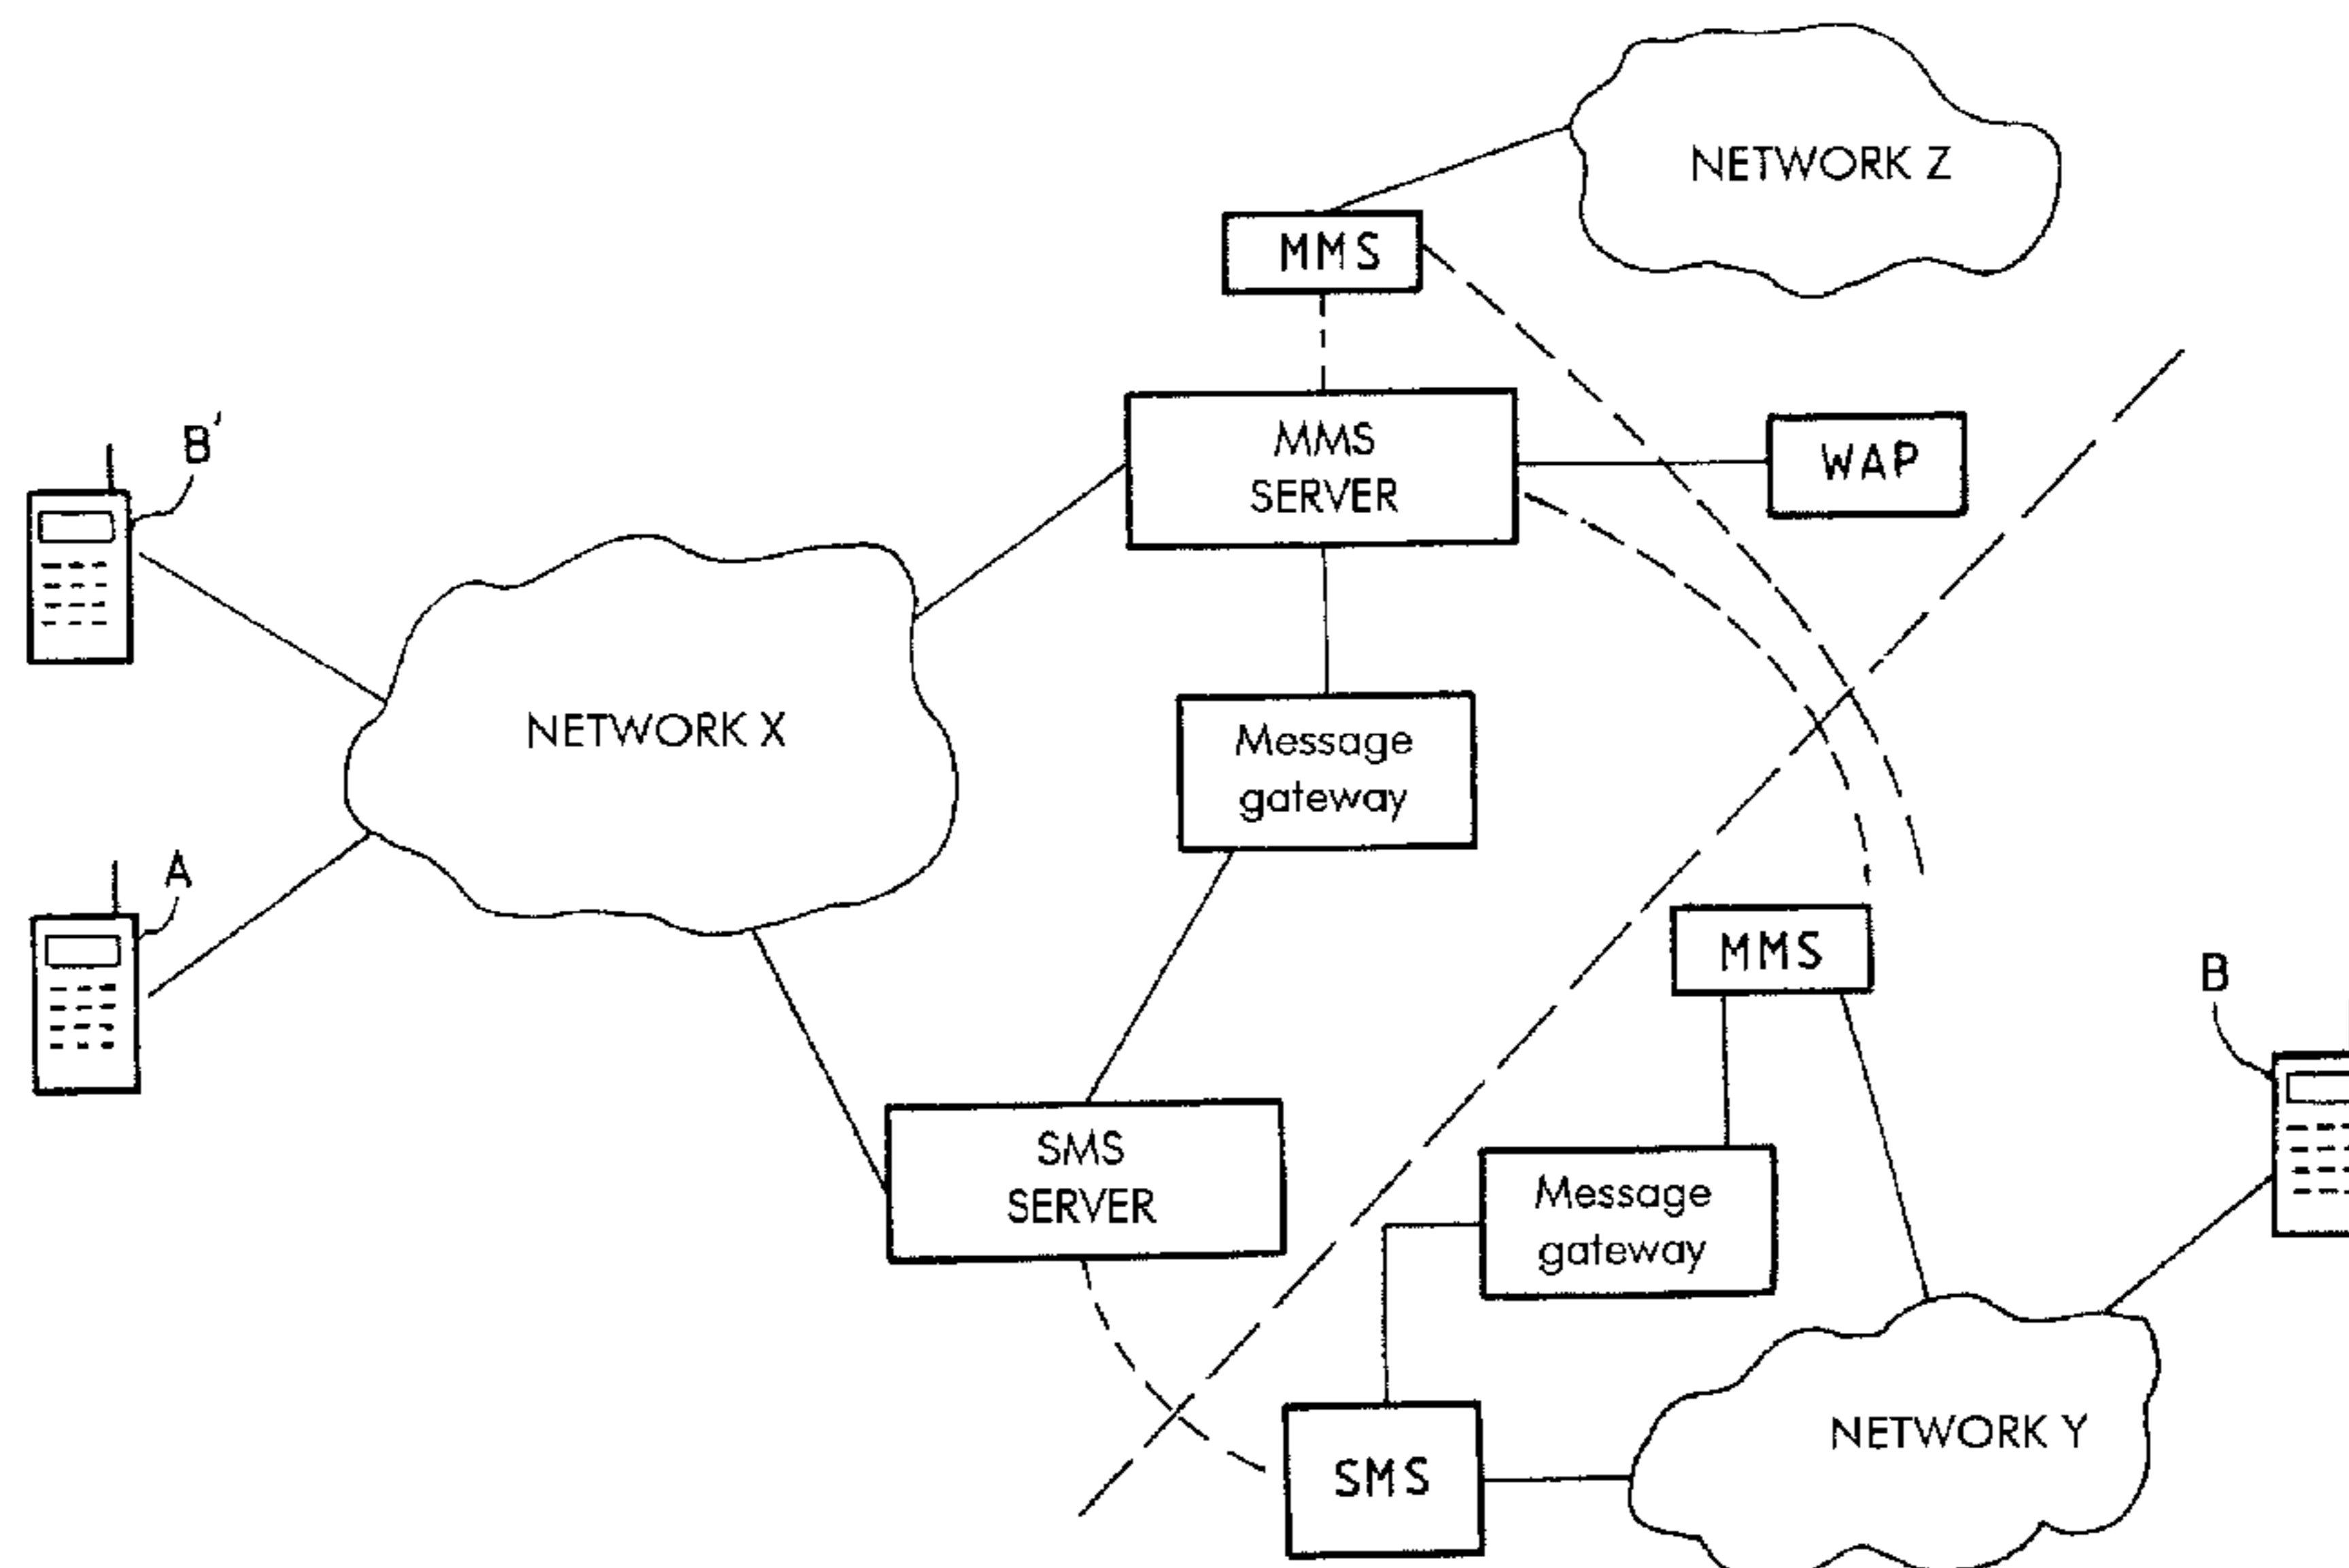 NETWORK Z
MMS
MMS
SERVER
WAP
B'
NETWORK X
Message
gateway
A
MMS
B
SMS
SERVER
Message
gateway
NETWORK Y
SMS